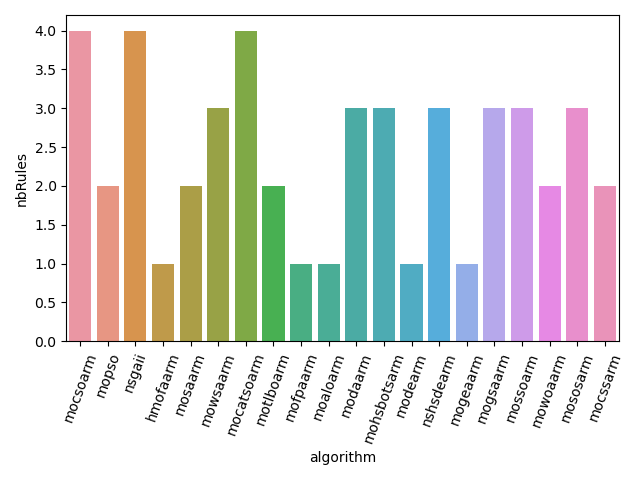 4.0
3.5
3.0
2.5
2.0
1.5
1.0
0.5
0.0
nbRules
mocsoarm
mopso
nsgaii
hmofaarm
mosaarm
mowsaarm
mocatsoarm
motlboarm
mofpaarm
moaloarm
modaarm
mohsbotsarm
modearm
nshsdearm
mogeaarm
mogsaarm
mossoarm
mowoaarm
mososarm
mocssarm
algorithm